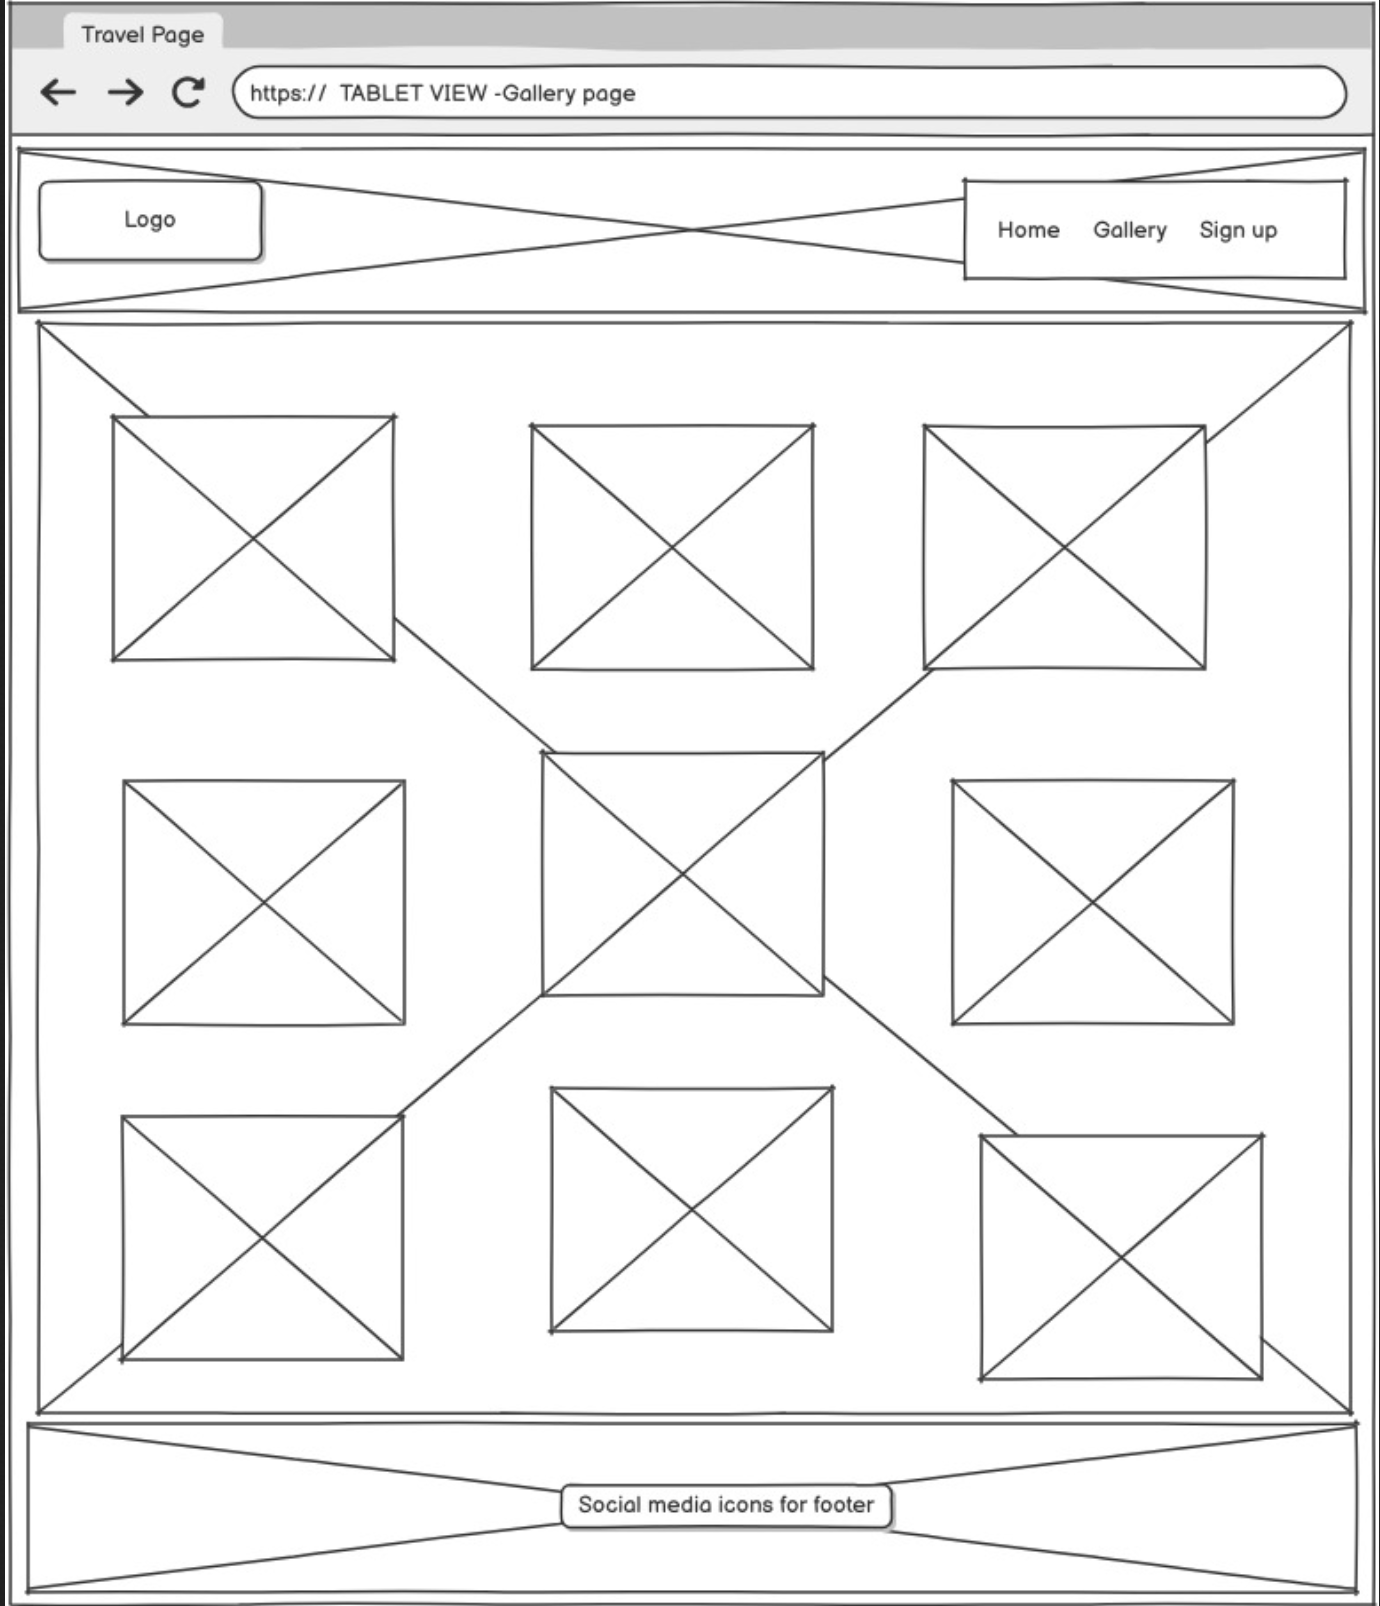 Travel Page
https://  TABLET VIEW -Gallery page
Logo
Home Gallery Sign up
Social media icons for footer